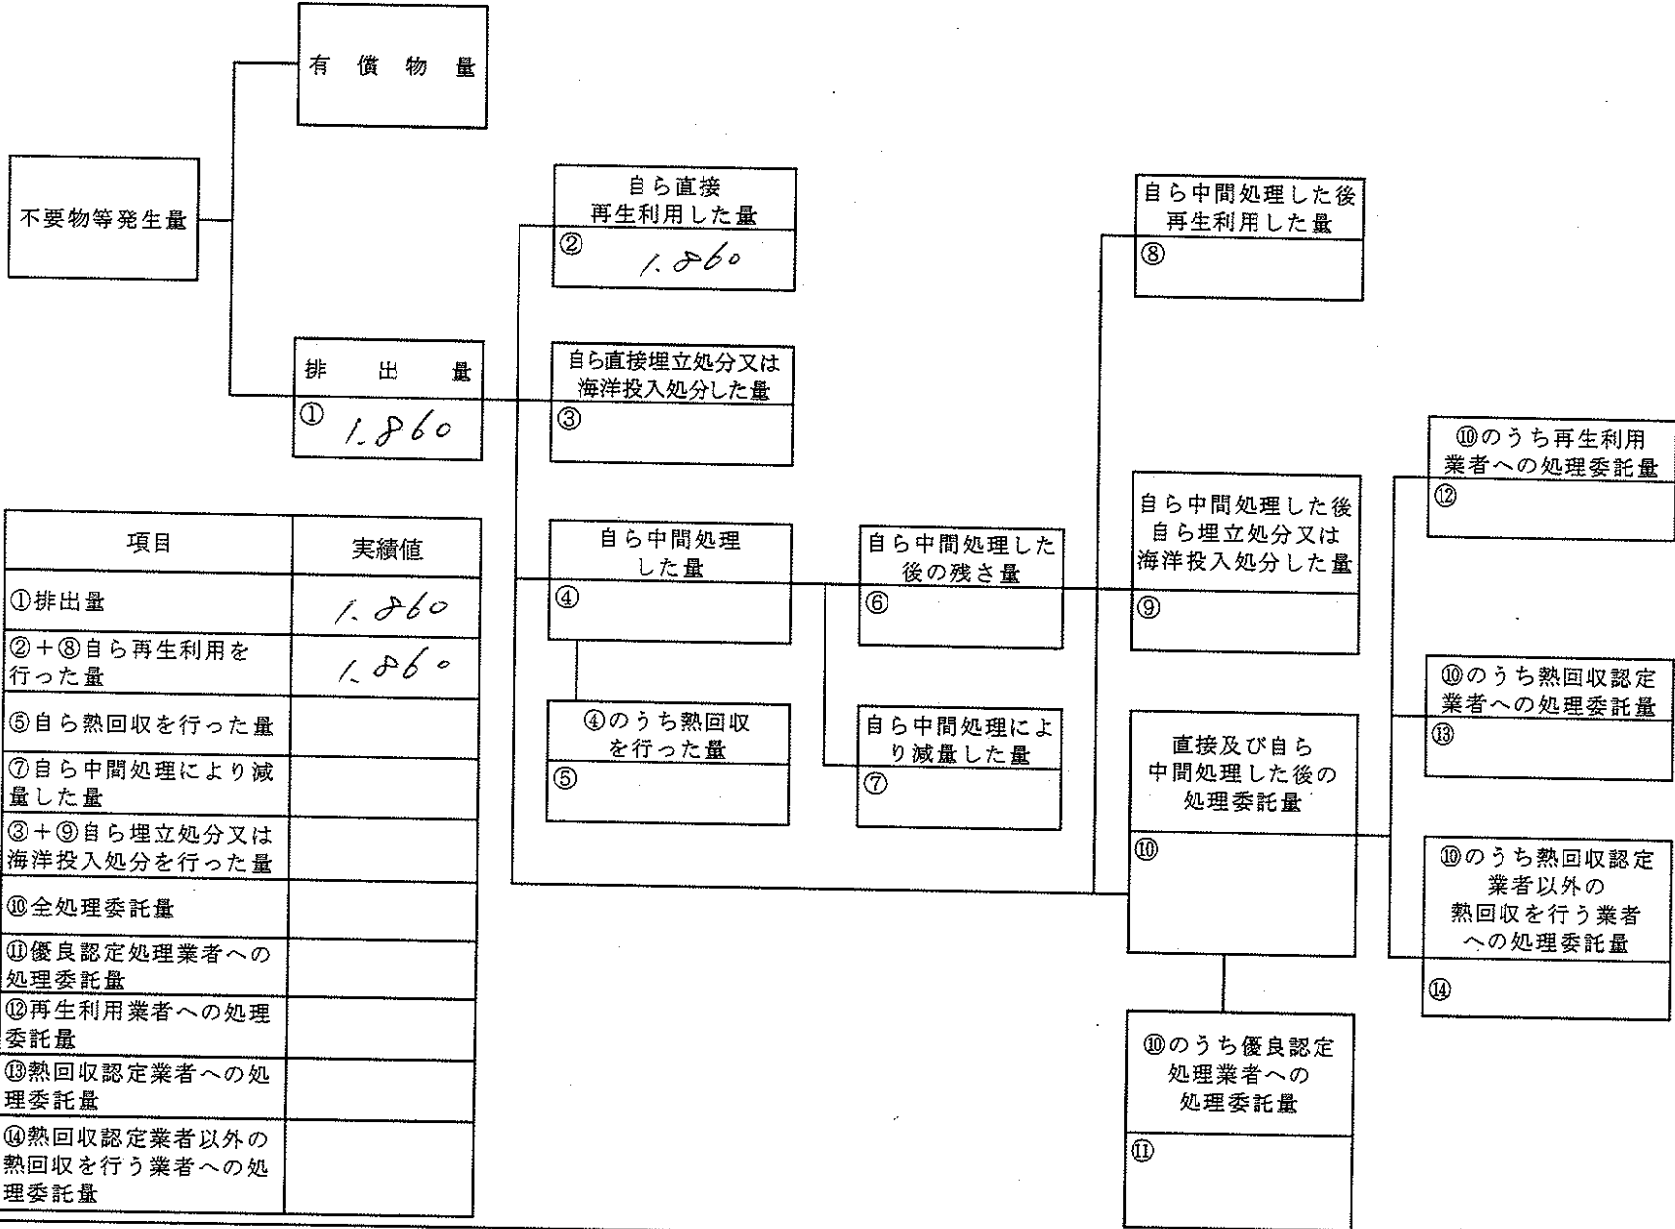 有償物量
不要物等発生量
排出量
① 1.860
自ら直接
再生利用した量
② 1.860
自ら直接埋立処分又は
海洋投入処分した量
③
自ら中間処理
した量
④
④のうち熱回収
を行った量
⑤
自ら中間処理した
後の残さ量
⑥
自ら中間処理によ
り減量した量
⑦
自ら中間処理した後
再生利用した量
⑧
自ら中間処理した後
自ら埋立処分又は
海洋投入処分した量
⑨
直接及び自ら
中間処理した後の
処理委託量
⑩
⑩のうち優良認定
処理業者への
処理委託量
⑪
⑩のうち再生利用
業者への処理委託量
⑫
⑩のうち熱回収認定
業者への処理委託量
⑬
⑩のうち熱回収認定
業者以外の
熱回収を行う業者
への処理委託量
⑭
項目 実績値
①排出量 1.860
②+⑧自ら再生利用を
行った量 1.860
⑤自ら熱回収を行った量
⑦自ら中間処理により減
量した量
③+⑨自ら埋立処分又は
海洋投入処分を行った量
⑩全処理委託量
⑪優良認定処理業者への
処理委託量
⑫再生利用業者への処理
委託量
⑬熱回収認定業者への処
理委託量
⑭熱回収認定業者以外の
熱回収を行う業者への処
理委託量